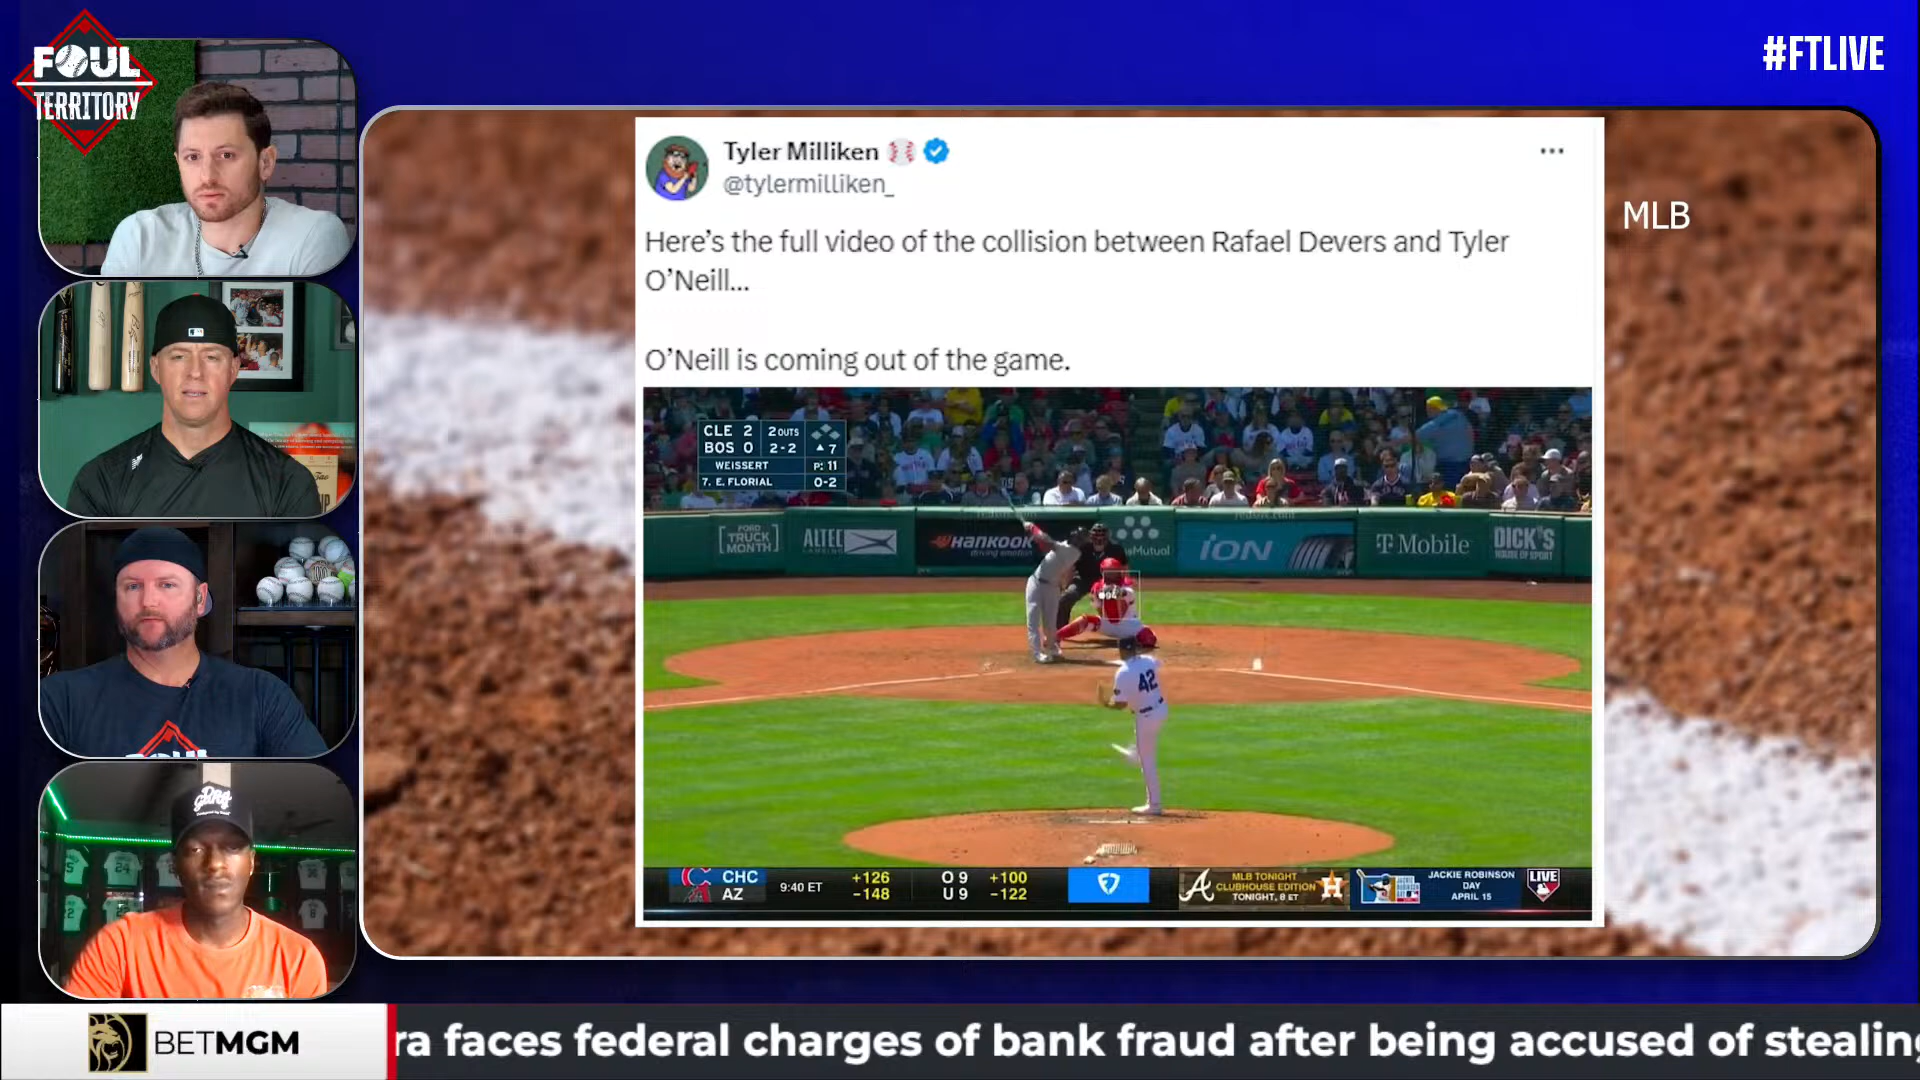 FOUL
TERRITORY
#FTLIVE
Tyler Milliken
@tylermilliken_
Here's the full video of the collision between Rafael Devers and Tyler
O'Neill...
O'Neill is coming out of the game.
MLB
CLE 2 2 OUTS
BOS 0 2-2 ▲ 7
WEISSERT P: 11
7. E. FLORIAL 0-2
FORD
TRUCK
MONTH
ALTEC
HANKOOK
driving emotion
ion
T Mobile
DICK'S
42
CHC
AZ
9:40 ET
+126
-148
O 9 +100
U 9 -122
MLB TONIGHT
CLUBHOUSE EDITION
TONIGHT, 8 ET
JACKIE ROBINSON
DAY
APRIL 15
LIVE
BETMGM
ra faces federal charges of bank fraud after being accused of stealing